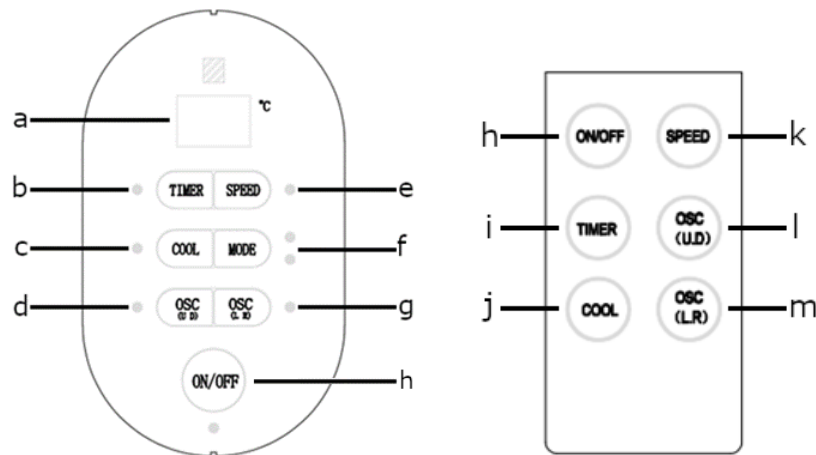 a
°C
b TIMER SPEED e
c COOL MODE f
d OSC OSC g
(U D) (L R)
ON/OFF h
h ON/OFF SPEED k
i TIMER OSC l
(U.D)
j COOL OSC m
(L.R)